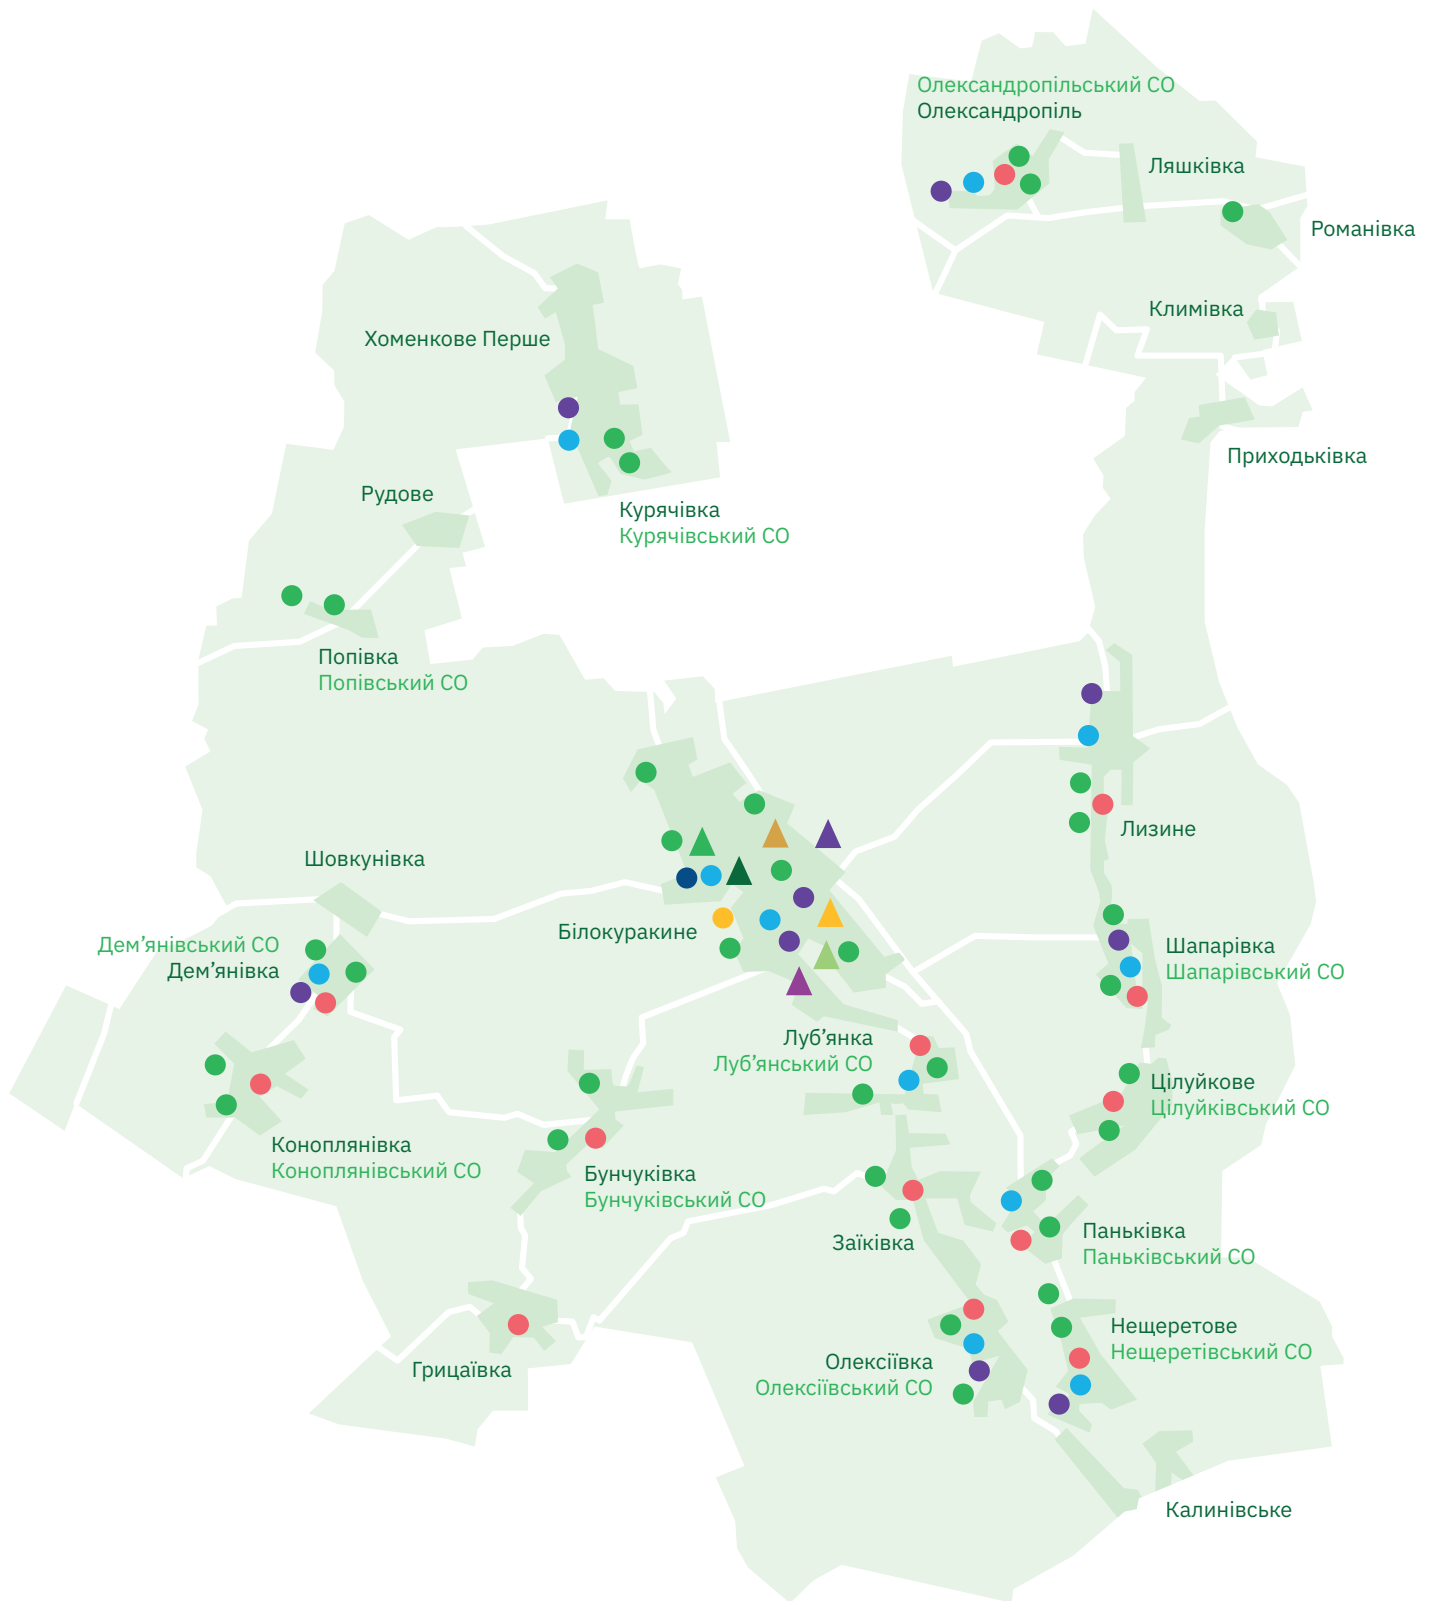 Олександропільський СО
Олександропіль
Ляшківка
Романівка
Климівка
Хоменкове Перше
Приходьківка
Рудове
Курячівка
Курячівський СО
Попівка
Попівський СО
Лизине
Шовкунівка
Білокуракине
Дем’янівський СО
Дем’янівка
Шапарівка
Шапарівський СО
Луб’янка
Луб’янський СО
Цілуйкове
Цілуйківський СО
Коноплянівка
Коноплянівський СО
Бунчуківка
Бунчуківський СО
Заїківка
Паньківка
Паньківський СО
Нещеретове
Нещеретівський СО
Олексіївка
Олексіївський СО
Грицаївка
Калинівське